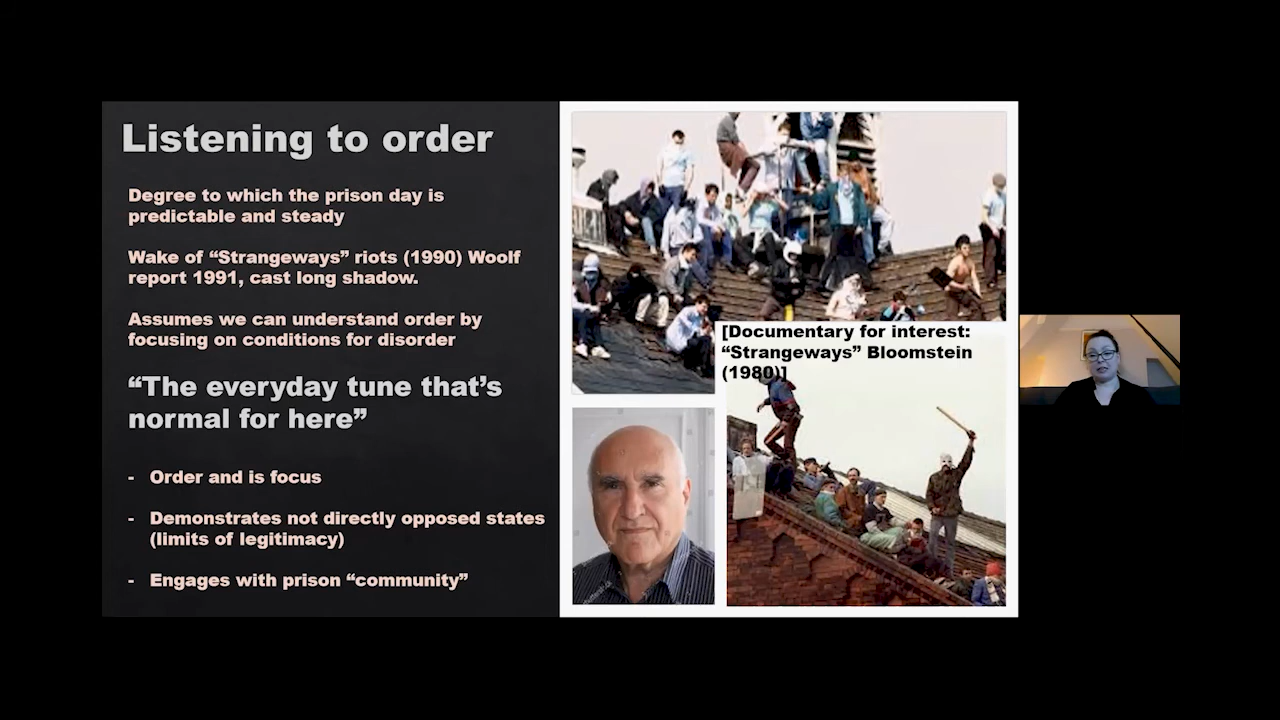 Listening to order
Degree to which the prison day is
predictable and steady
Wake of “Strangeways” riots (1990) Woolf
report 1991, cast long shadow.
Assumes we can understand order by
focusing on conditions for disorder
“The everyday tune that’s
normal for here”
- Order and is focus
- Demonstrates not directly opposed states
(limits of legitimacy)
- Engages with prison “community”
[Documentary for interest:
“Strangeways” Bloomstein
(1980)]